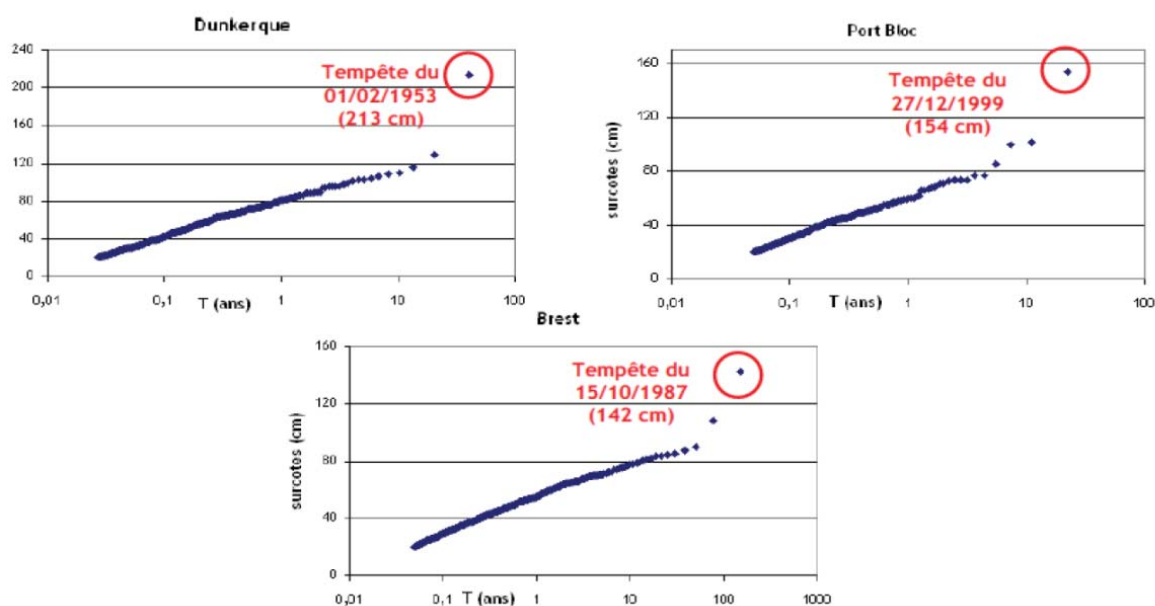 Dunkerque
240
200
160
120
80
40
0
0,01
0,1
1
10
100
T (ans)
Tempête du
01/02/1953
(213 cm)
Port Bloc
surcotes (cm)
160
120
80
40
0
0,01
0,1
1
10
100
T (ans)
Tempête du
27/12/1999
(154 cm)
Brest
surcotes (cm)
160
120
80
40
0
0,01
0,1
1
10
100
1000
T (ans)
Tempête du
15/10/1987
(142 cm)